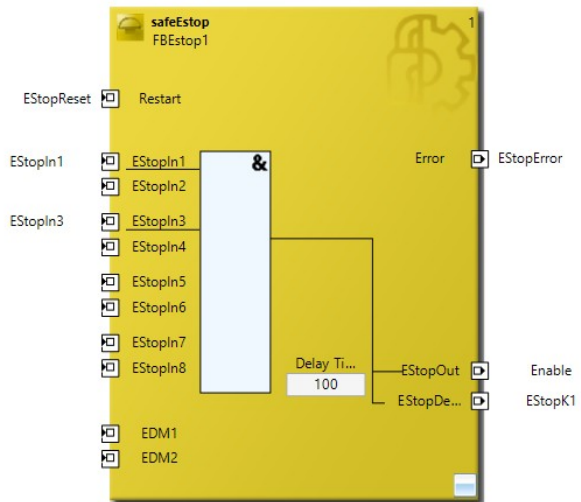 safeEstop 1
FBEstop1
EStopReset Restart
EStopIn1 EStopIn1 & Error EStopError
EStopIn2
EStopIn3 EStopIn3
EStopIn4
EStopIn5
EStopIn6
EStopIn7
Delay Ti...
EStopIn8 EStopOut Enable
100
EStopDe... EStopK1
EDM1
EDM2